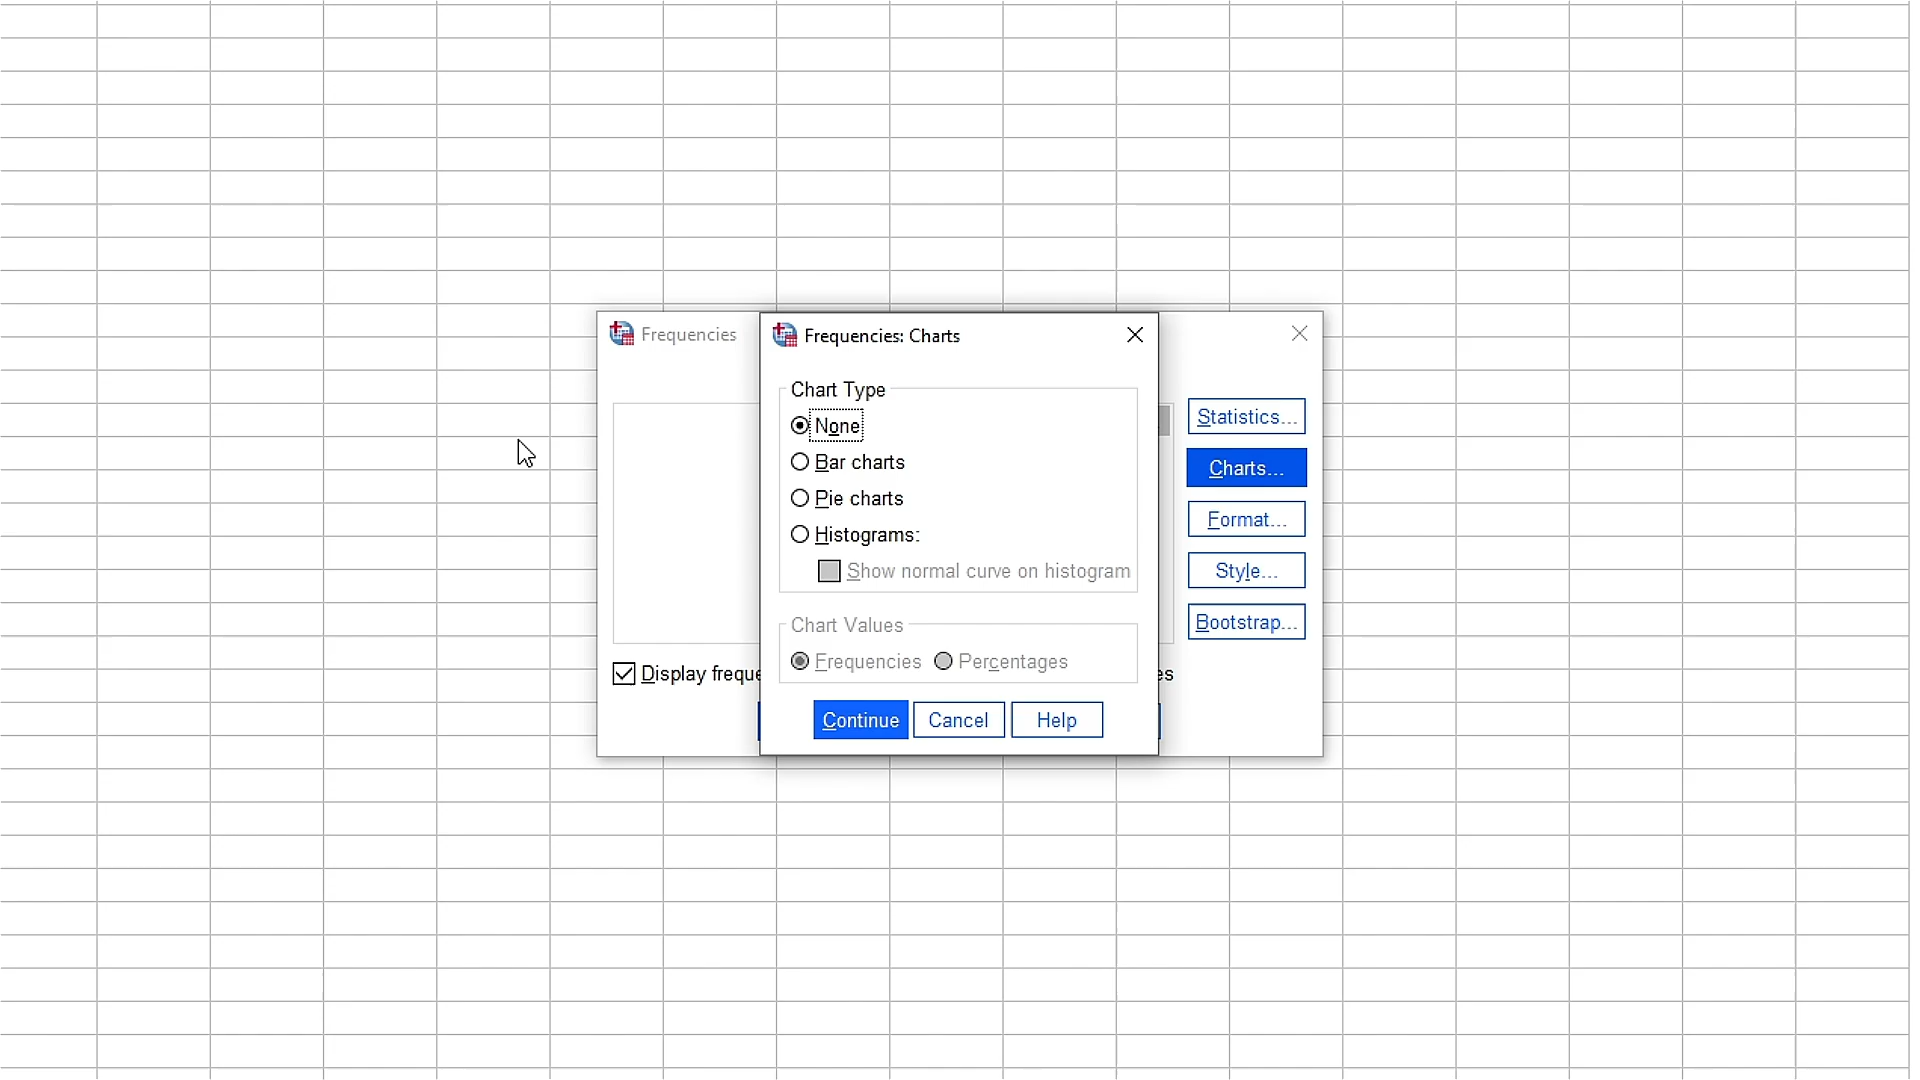 Frequencies
Frequencies: Charts
Chart Type
None
Bar charts
Pie charts
Histograms:
Show normal curve on histogram
Chart Values
Frequencies Percentages
Continue Cancel Help
Statistics...
Charts...
Format...
Style...
Bootstrap...
Display freque
es